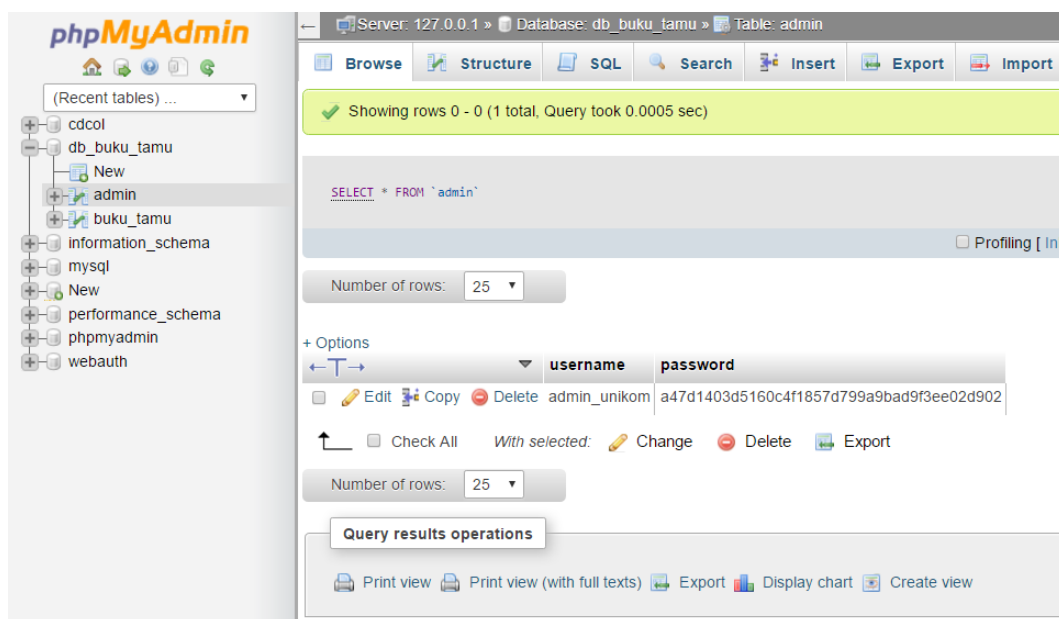 phpMyAdmin
(Recent tables) ...
cdcol
db_buku_tamu
New
admin
buku_tamu
information_schema
mysql
New
performance_schema
phpmyadmin
webauth
Server: 127.0.0.1 » Database: db_buku_tamu » Table: admin
Browse Structure SQL Search Insert Export Import
Showing rows 0 - 0 (1 total, Query took 0.0005 sec)
SELECT * FROM `admin`
Profiling [ In
Number of rows: 25
+ Options
username password
Edit Copy Delete admin_unikom a47d1403d5160c4f1857d799a9bad9f3ee02d902
Check All With selected: Change Delete Export
Number of rows: 25
Query results operations
Print view Print view (with full texts) Export Display chart Create view